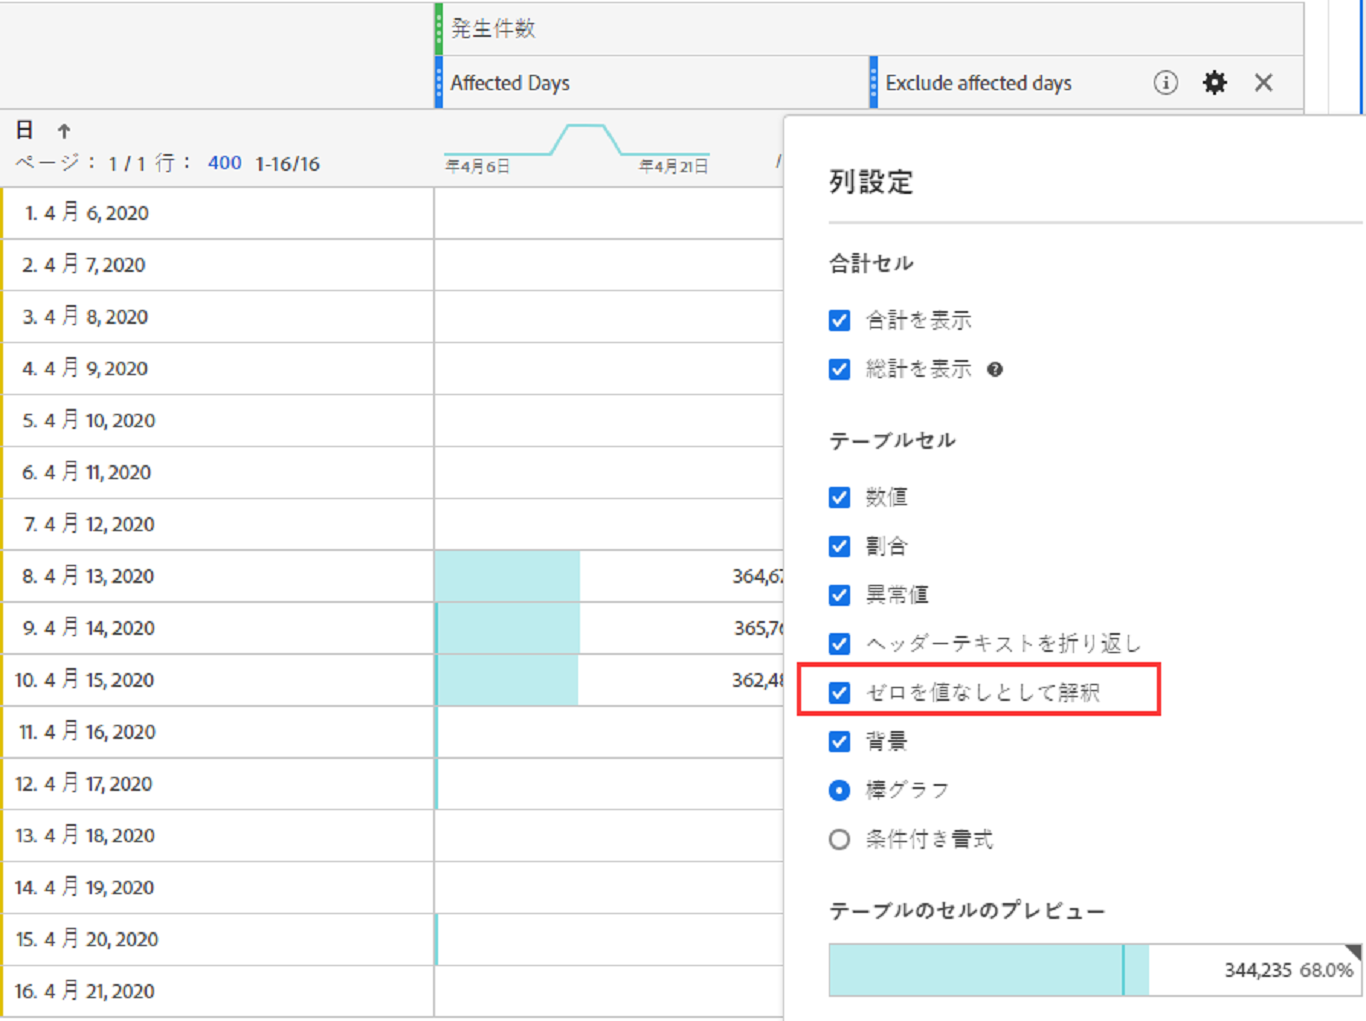 発生件数
Affected Days
Exclude affected days
日 ↑
ページ： 1 / 1 行： 400 1-16/16
年4月6日
年4月21日
1. 4 月 6, 2020
2. 4 月 7, 2020
3. 4 月 8, 2020
4. 4 月 9, 2020
5. 4 月 10, 2020
6. 4 月 11, 2020
7. 4 月 12, 2020
8. 4 月 13, 2020
364,6
9. 4 月 14, 2020
365,7
10. 4 月 15, 2020
362,4
11. 4 月 16, 2020
12. 4 月 17, 2020
13. 4 月 18, 2020
14. 4 月 19, 2020
15. 4 月 20, 2020
16. 4 月 21, 2020
列設定
合計セル
合計を表示
総計を表示
テーブルセル
数値
割合
異常値
ヘッダーテキストを折り返し
ゼロを値なしとして解釈
背景
棒グラフ
条件付き書式
テーブルのセルのプレビュー
344,235 68.0%